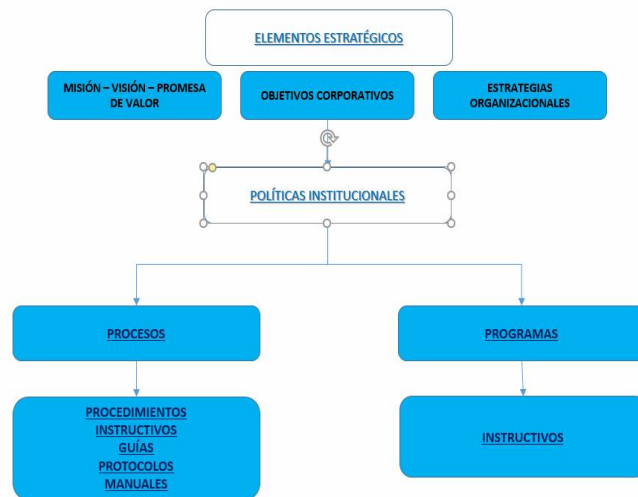 ELEMENTOS ESTRATÉGICOS
MISIÓN – VISIÓN – PROMESA
DE VALOR
OBJETIVOS CORPORATIVOS
ESTRATEGIAS
ORGANIZACIONALES
POLÍTICAS INSTITUCIONALES
PROCESOS
PROGRAMAS
PROCEDIMIENTOS
INSTRUCTIVOS
GUÍAS
PROTOCOLOS
MANUALES
INSTRUCTIVOS